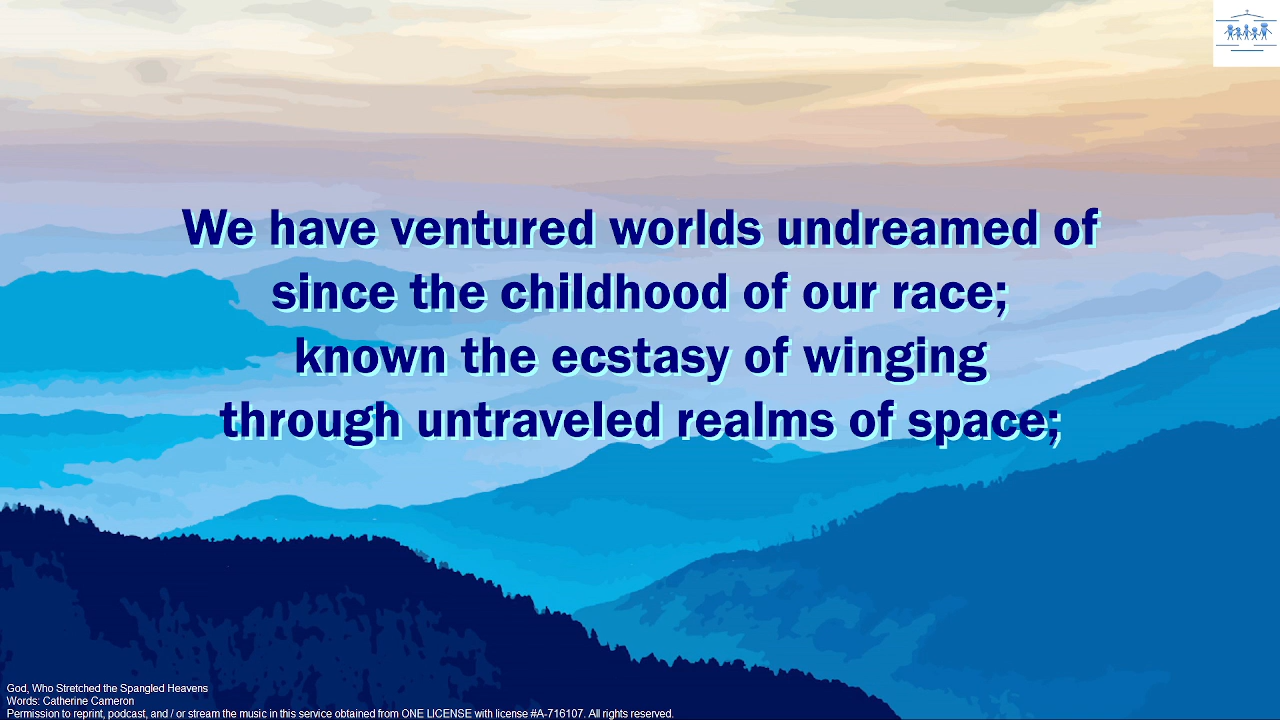 We have ventured worlds undreamed of
since the childhood of our race;
known the ecstasy of winging
through untraveled realms of space;
God, Who Stretched the Spangled Heavens
Words: Catherine Cameron
Permission to reprint, podcast, and / or stream the music in this service obtained from ONE LICENSE with license #A-716107. All rights reserved.